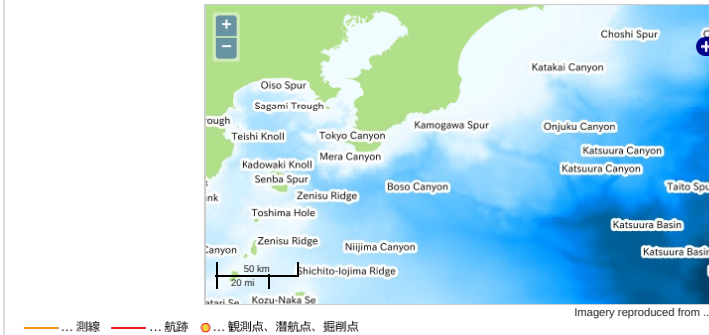 +
−
Choshi Spur
Katakai Canyon
Oiso Spur
Sagami Trough
rough
Teishi Knoll
Tokyo Canyon
Kamogawa Spur
Onjuku Canyon
Mera Canyon
Katsuura Canyon
Kadowaki Knoll
Katsuura Canyon
Senba Spur
Boso Canyon
Taito Spu
nk
Zenisu Ridge
Toshima Hole
Katsuura Basin
Zenisu Ridge
Canyon
Niijima Canyon
Katsuura Basin
50 km
Shichito-Iojima Ridge
20 mi
atari Se
Kozu-Naka Se
Imagery reproduced from ..
... 測線 ... 航跡 ... 観測点、潜航点、掘削点